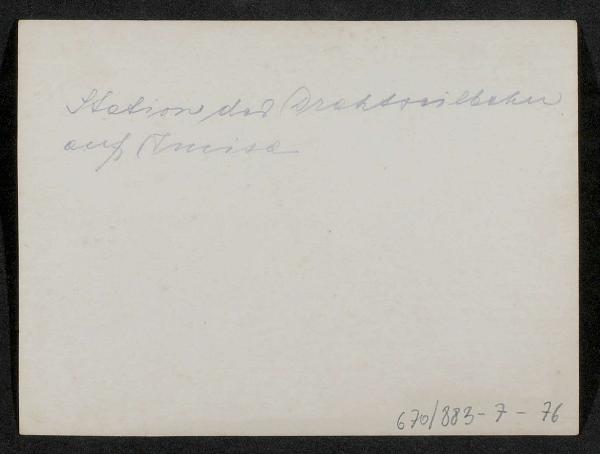 Station der Drahtseilbahn
auf
670/883-7-76